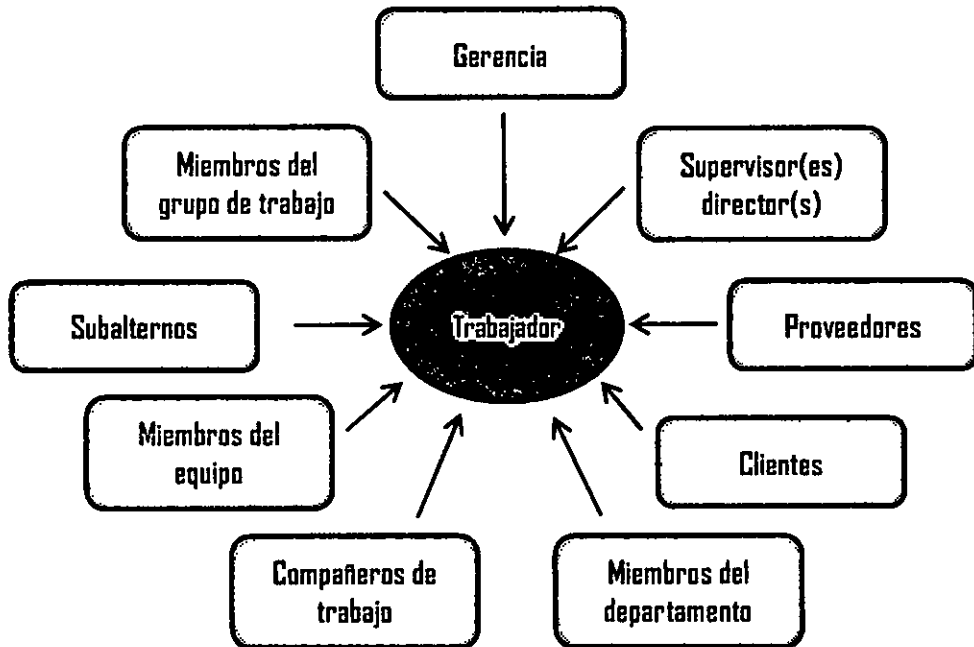 Gerencia
Miembros del
grupo de trabajo
Supervisor(es)
director(s)
Subalternos
Trabajador
Proveedores
Miembros del
equipo
Clientes
Compañeros de
trabajo
Miembros del
departamento